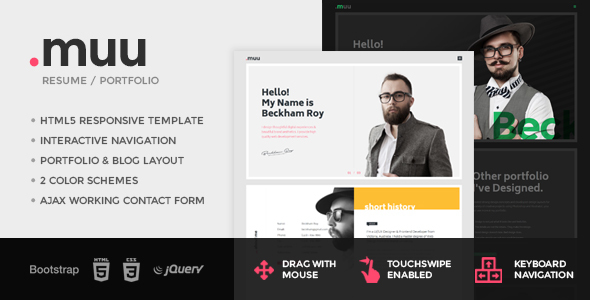 .muu
RESUME / PORTFOLIO
HTML5 RESPONSIVE TEMPLATE
INTERACTIVE NAVIGATION
PORTFOLIO & BLOG LAYOUT
2 COLOR SCHEMES
AJAX WORKING CONTACT FORM
.muu
Hello!
My Name is
Beckham Roy
short history
Hello!
Other portfolio
I've Designed.
Bootstrap
HTML
5
CSS
3
jQuery
DRAG WITH
MOUSE
TOUCHSWIPE
ENABLED
KEYBOARD
NAVIGATION